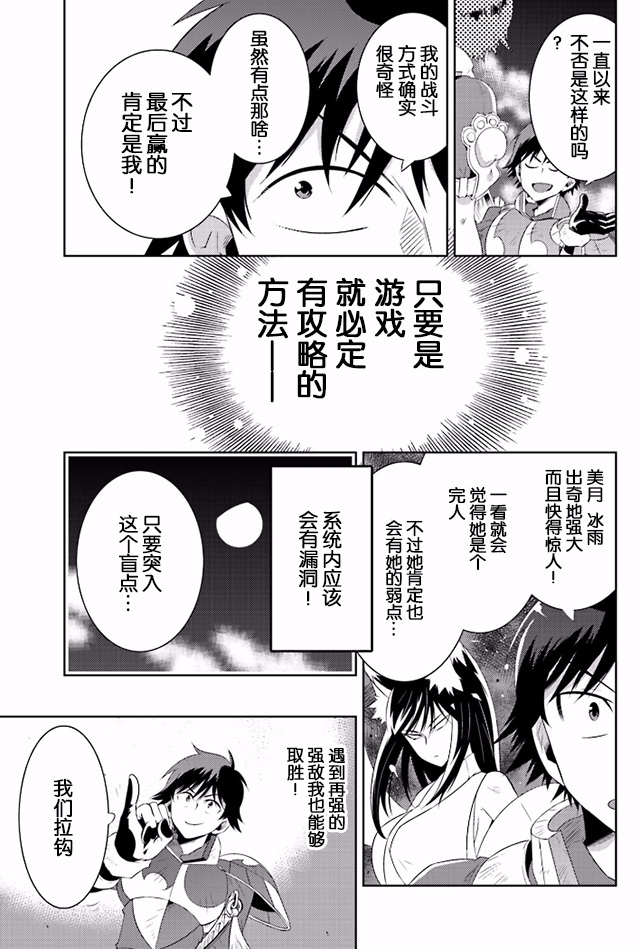 一直以来
不否是这样的吗
?
我的战斗
方式确实
很奇怪
虽然有点那啥…
不过
最后赢的
肯定是我!
只要是
游戏
就必定
有攻略的
方法——
美月 冰雨
出奇地强大
而且快得惊人!
一看就会
觉得她是个
完人
不过她肯定也
会有她的弱点…
系统内应该
会有漏洞!
只要突入
这个盲点…
遇到再强的
强敌我也能够
取胜!
我们拉钩